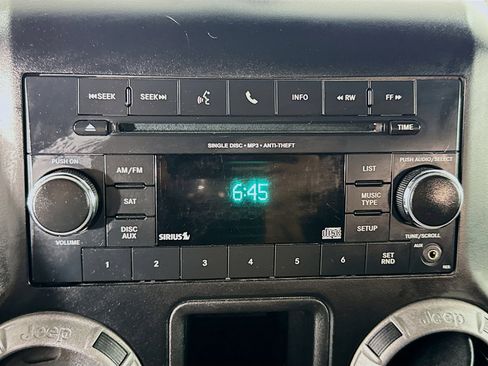 SEEK SEEK INFO RW FF
TIME
SINGLE DISC • MP3 • ANTI-THEFT
PUSH ON
PUSH AUDIO/SELECT
AM/FM
LIST
SAT
6:45
MUSIC
TYPE
DISC
AUX
SETUP
VOLUME
SIRIUS
DISC
TUNE/SCROLL
AUX
1 2 3 4 5 6
SET
RND
Jeep
Jeep